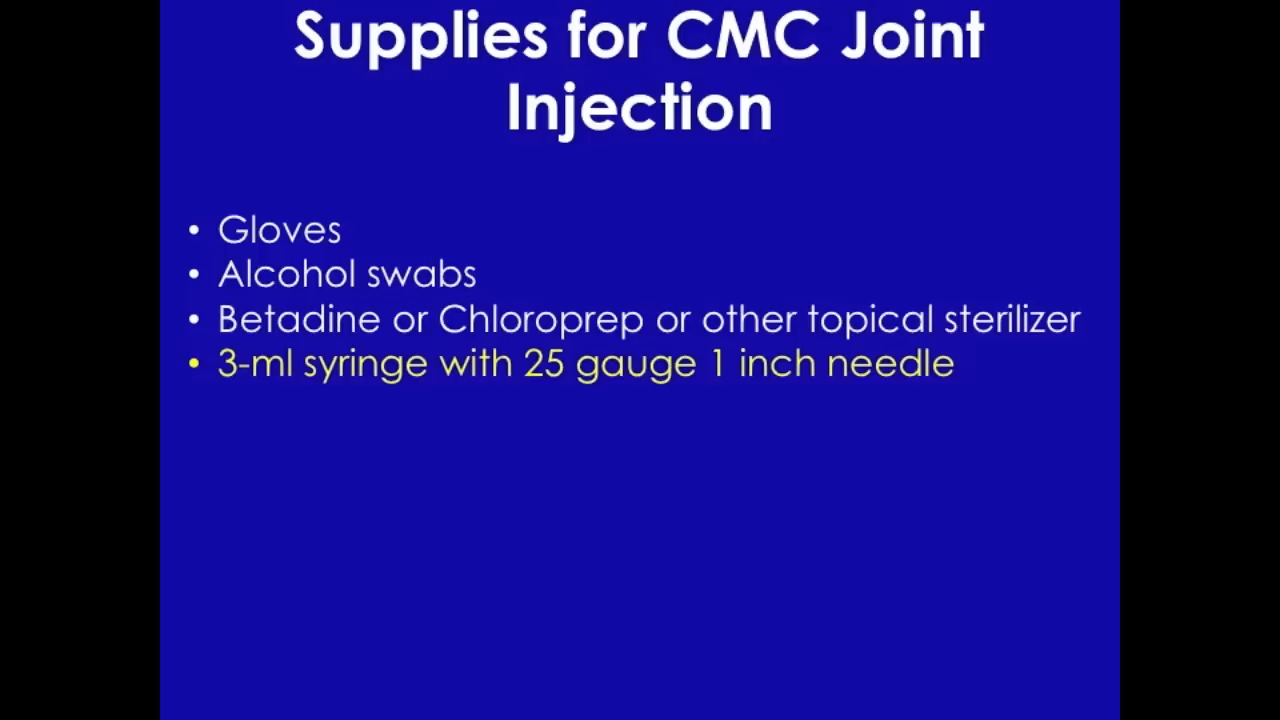 Supplies for CMC Joint
Injection
• Gloves
• Alcohol swabs
• Betadine or Chloroprep or other topical sterilizer
• 3-ml syringe with 25 gauge 1 inch needle